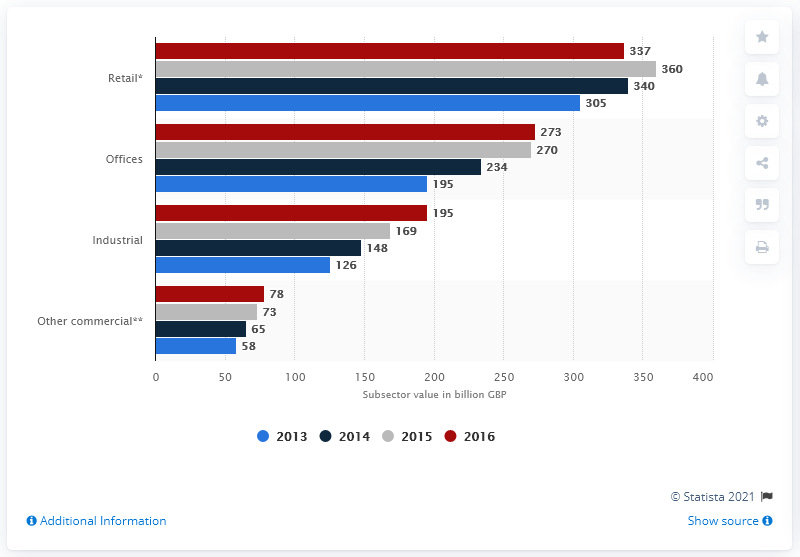 Retail*
337
360
340
305
Offices
273
270
234
195
Industrial
195
169
148
126
Other commercial**
78
73
65
58
0 50 100 150 200 250 300 350 400
Subsector value in billion GBP
2013 2014 2015 2016
© Statista 2021
Additional Information
Show source